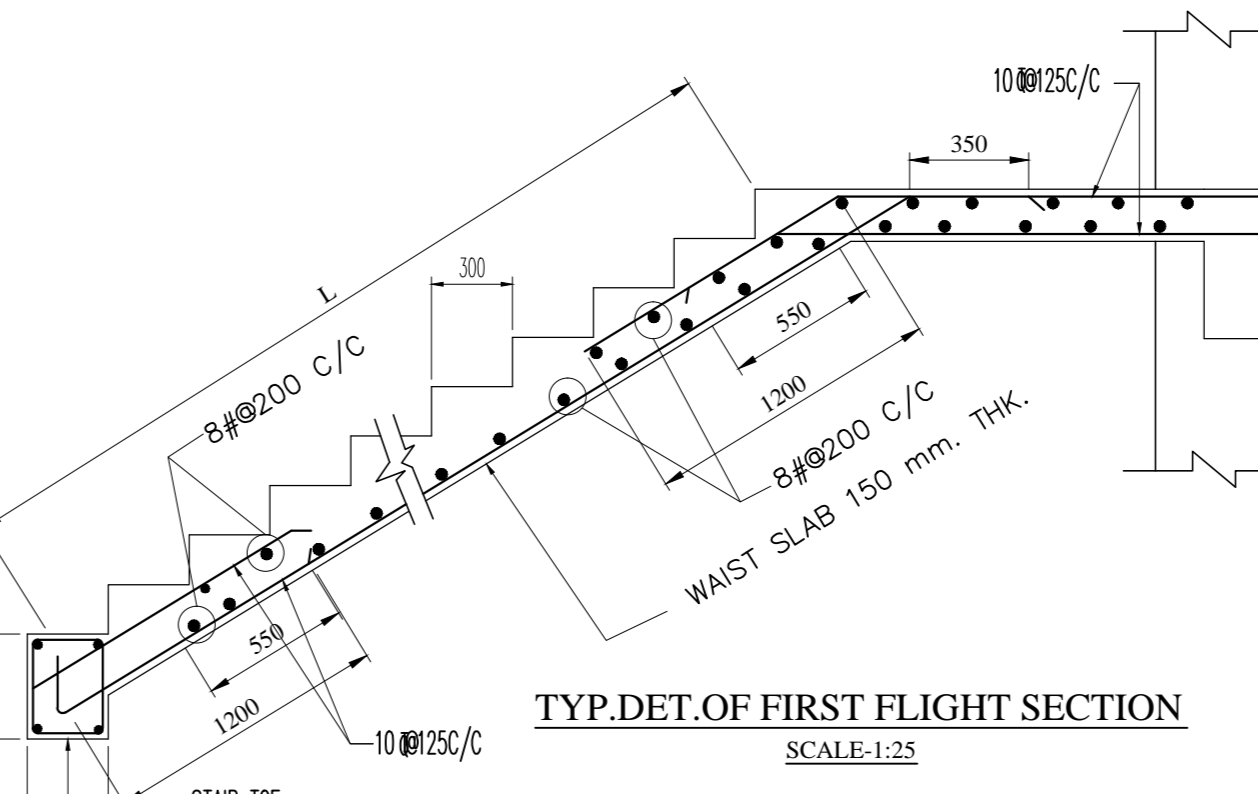 10 @125C/C
350
L
300
8#@200 C/C
550
1200
8#@200 C/C
WAIST SLAB 150 mm. THK.
550
1200
10 @125C/C
TYP.DET.OF FIRST FLIGHT SECTION
SCALE-1:25